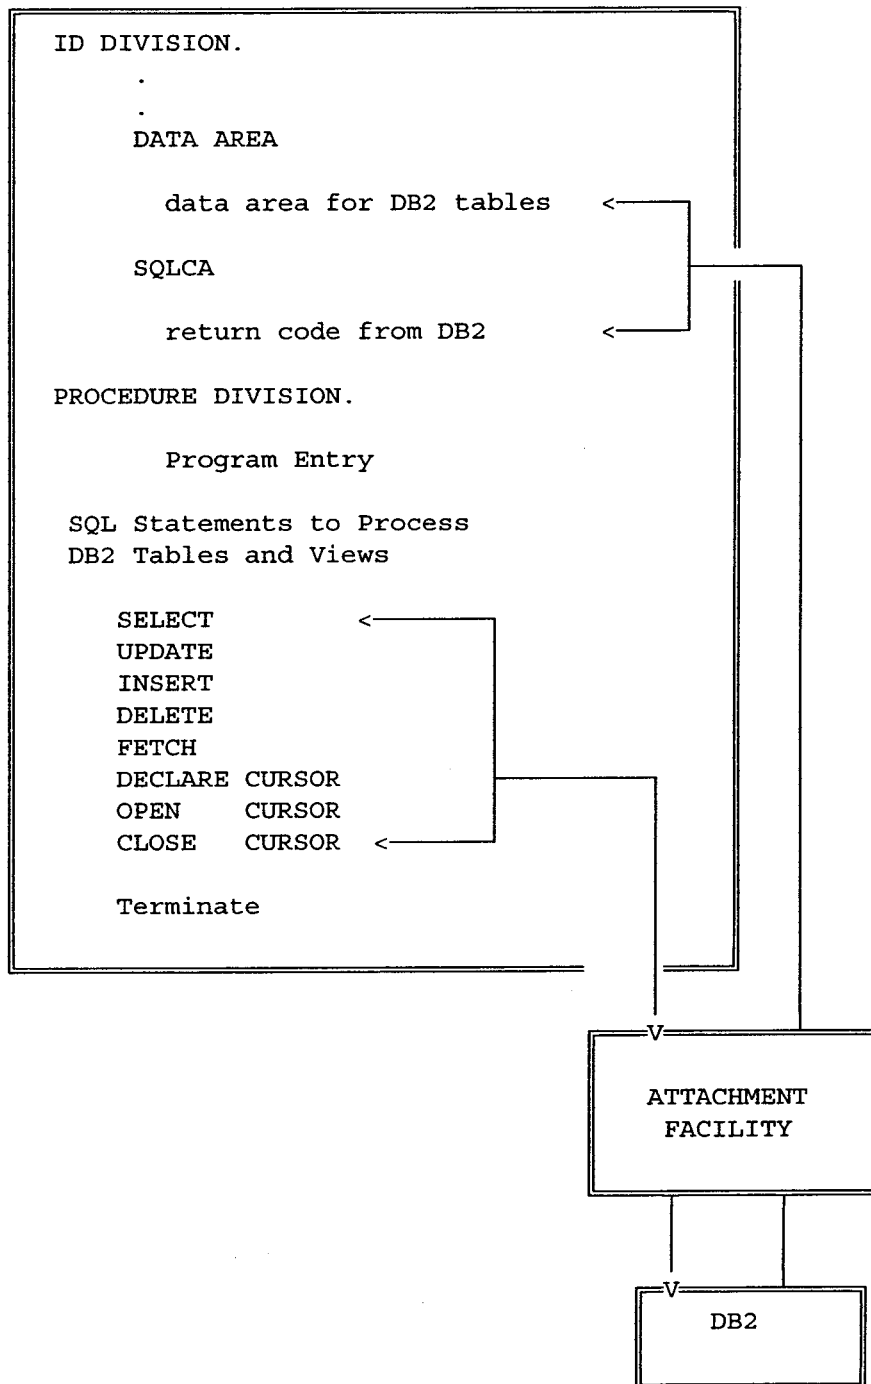 ID DIVISION.
.
.
DATA AREA
data area for DB2 tables <
SQLCA
return code from DB2 <
PROCEDURE DIVISION.
Program Entry
SQL Statements to Process
DB2 Tables and Views
SELECT <
UPDATE
INSERT
DELETE
FETCH
DECLARE CURSOR
OPEN CURSOR
CLOSE CURSOR <
Terminate
V
ATTACHMENT
FACILITY
V
DB2